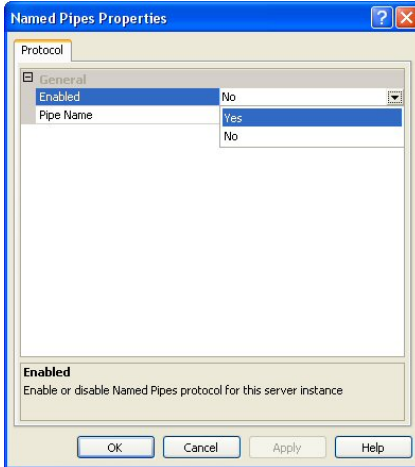 Named Pipes Properties
Protocol
General
Enabled No
Pipe Name Yes
No
Enabled
Enable or disable Named Pipes protocol for this server instance
OK Cancel Apply Help